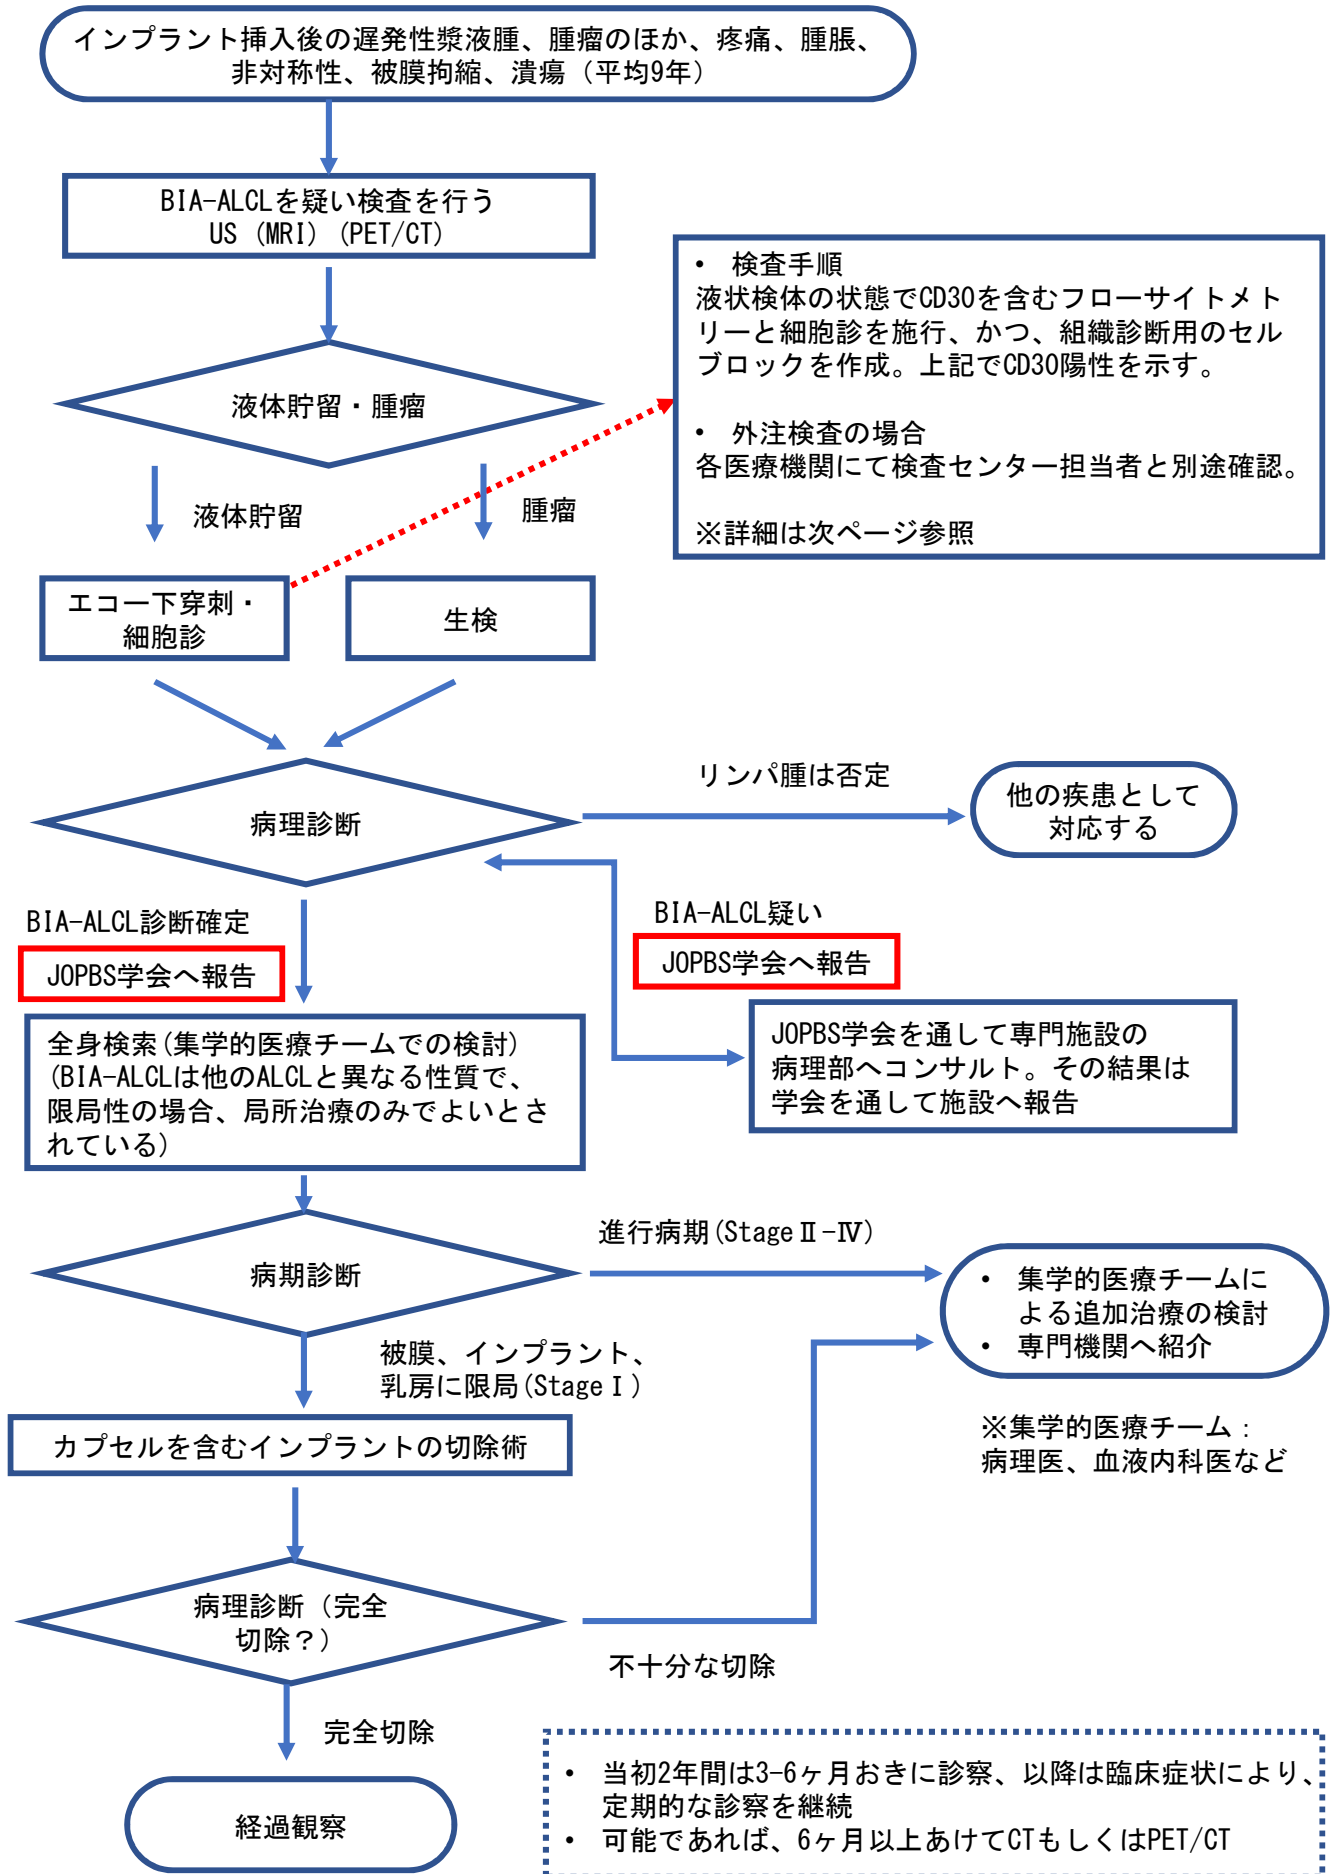 インプラント挿入後の遅発性漿液腫、腫瘤のほか、疼痛、腫脹、
非対称性、被膜拘縮、潰瘍（平均9年）
BIA-ALCLを疑い検査を行う
US（MRI）（PET/CT）
• 検査手順
液状検体の状態でCD30を含むフローサイトメト
リーと細胞診を施行、かつ、組織診断用のセル
ブロックを作成。上記でCD30陽性を示す。
• 外注検査の場合
各医療機関にて検査センター担当者と別途確認。
※詳細は次ページ参照
液体貯留・腫瘤
液体貯留
腫瘤
エコー下穿刺・
細胞診
生検
病理診断
リンパ腫は否定
他の疾患として
対応する
BIA-ALCL診断確定
JOPBS学会へ報告
BIA-ALCL疑い
JOPBS学会へ報告
JOPBS学会を通して専門施設の
病理部へコンサルト。その結果は
学会を通して施設へ報告
全身検索(集学的医療チームでの検討)
(BIA-ALCLは他のALCLと異なる性質で、
限局性の場合、局所治療のみでよいとさ
れている)
病期診断
進行病期(StageⅡ-Ⅳ)
• 集学的医療チームに
よる追加治療の検討
• 専門機関へ紹介
※集学的医療チーム：
病理医、血液内科医など
被膜、インプラント、
乳房に限局(StageⅠ)
カプセルを含むインプラントの切除術
病理診断（完全
切除？）
不十分な切除
完全切除
経過観察
• 当初2年間は3-6ヶ月おきに診察、以降は臨床症状により、
定期的な診察を継続
• 可能であれば、6ヶ月以上あけてCTもしくはPET/CT